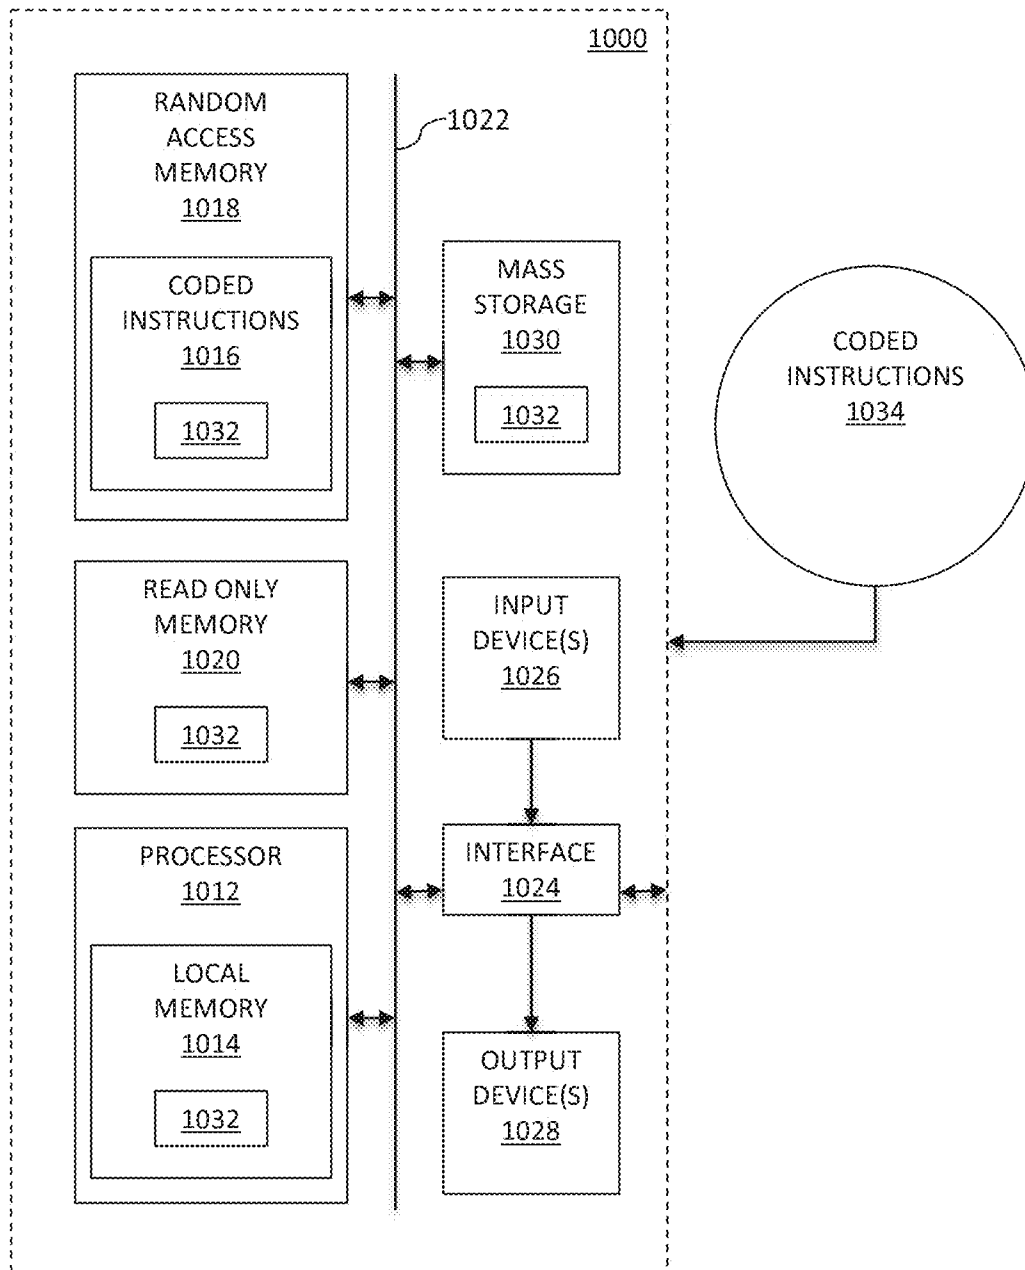 1000
RANDOM
ACCESS
MEMORY
1018
CODED
INSTRUCTIONS
1016
1032
1022
MASS
STORAGE
1030
1032
CODED
INSTRUCTIONS
1034
READ ONLY
MEMORY
1020
1032
INPUT
DEVICE(S)
1026
PROCESSOR
1012
LOCAL
MEMORY
1014
1032
INTERFACE
1024
OUTPUT
DEVICE(S)
1028